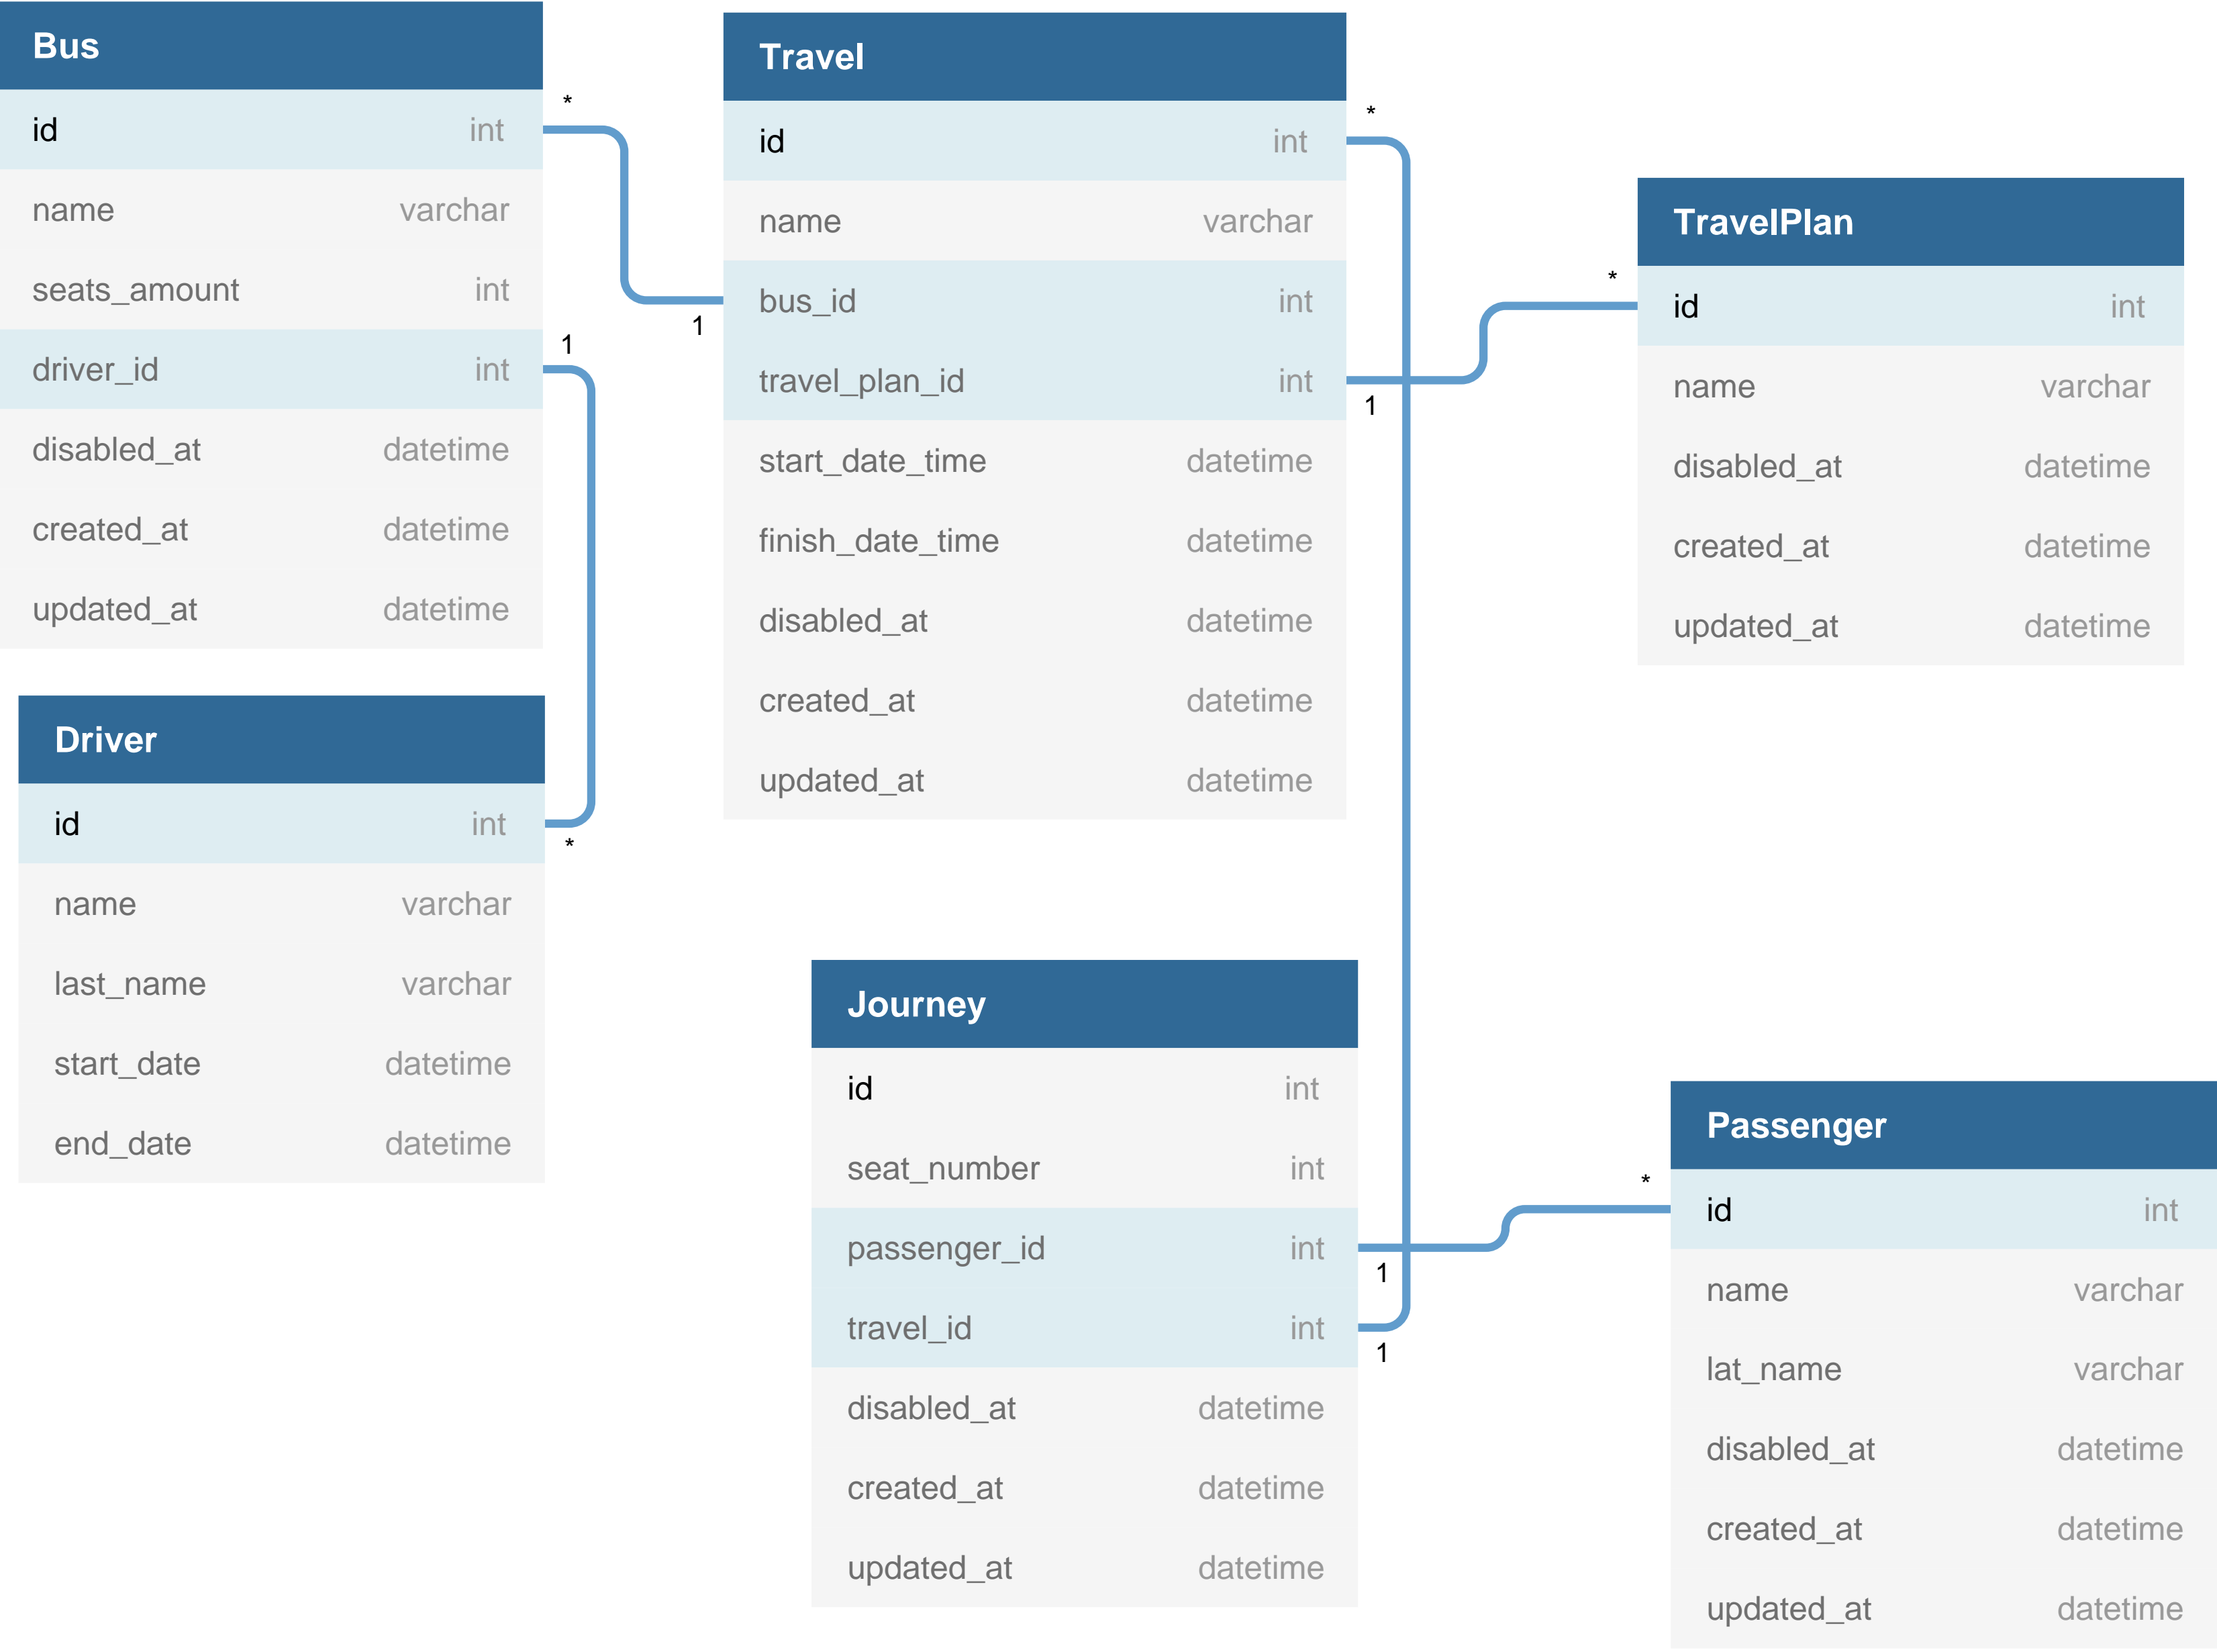 Bus
id int
name varchar
seats_amount int
driver_id int
disabled_at datetime
created_at datetime
updated_at datetime
*
1
1
*
Driver
id int
name varchar
last_name varchar
start_date datetime
end_date datetime
Travel
id int
name varchar
bus_id int
travel_plan_id int
start_date_time datetime
finish_date_time datetime
disabled_at datetime
created_at datetime
updated_at datetime
*
*
1
TravelPlan
id int
name varchar
disabled_at datetime
created_at datetime
updated_at datetime
Journey
id int
seat_number int
passenger_id int
travel_id int
disabled_at datetime
created_at datetime
updated_at datetime
*
1
1
Passenger
id int
name varchar
lat_name varchar
disabled_at datetime
created_at datetime
updated_at datetime